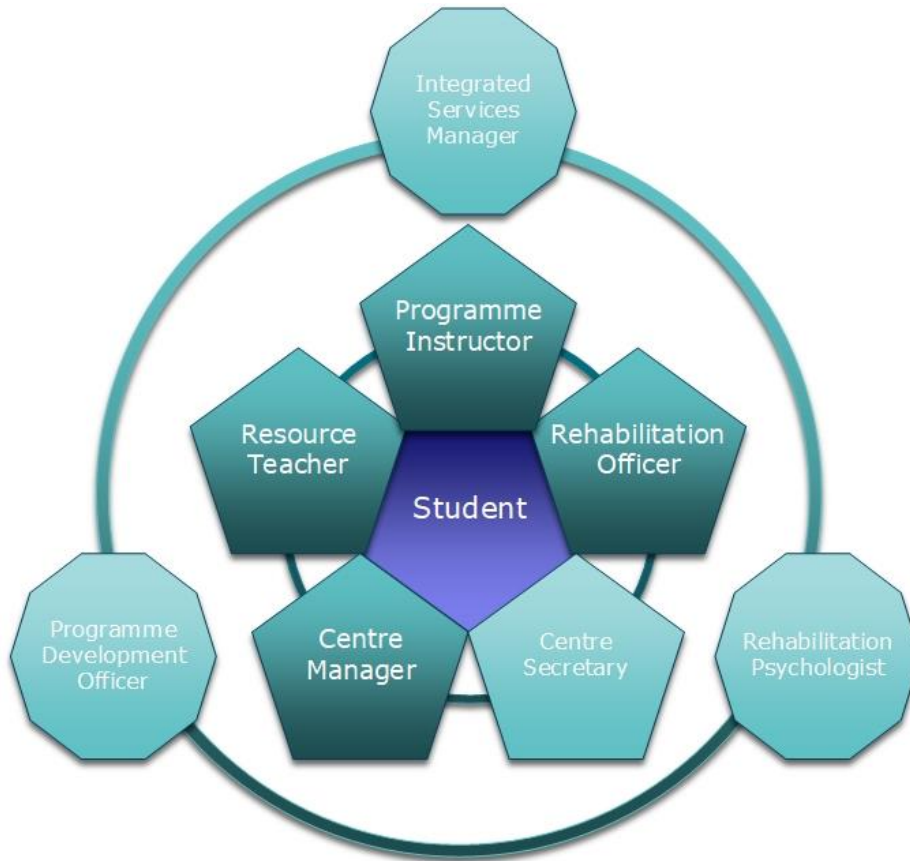 Integrated
Services
Manager
Programme
Instructor
Resource
Teacher
Rehabilitation
Officer
Student
Centre
Manager
Centre
Secretary
Programme
Development
Officer
Rehabilitation
Psychologist